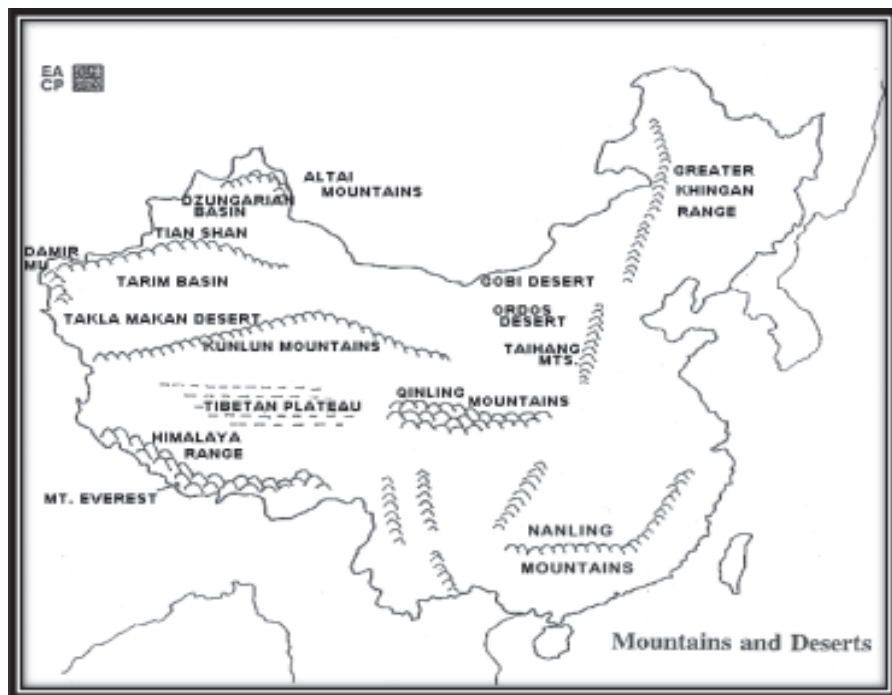 EA
CP
ALTAI
MOUNTAINS
DZUNGARIAN
BASIN
TIAN SHAN
DAMIR
MU
TARIM BASIN
TAKLA MAKAN DESERT
KUNLUN MOUNTAINS
TIBETAN PLATEAU
HIMALAYA
RANGE
MT. EVEREST
GREATER
KHINGAN
RANGE
GOBI DESERT
ORDOS
DESERT
TAIHANG
MTS.
QINLING
MOUNTAINS
NANLING
MOUNTAINS
Mountains and Deserts